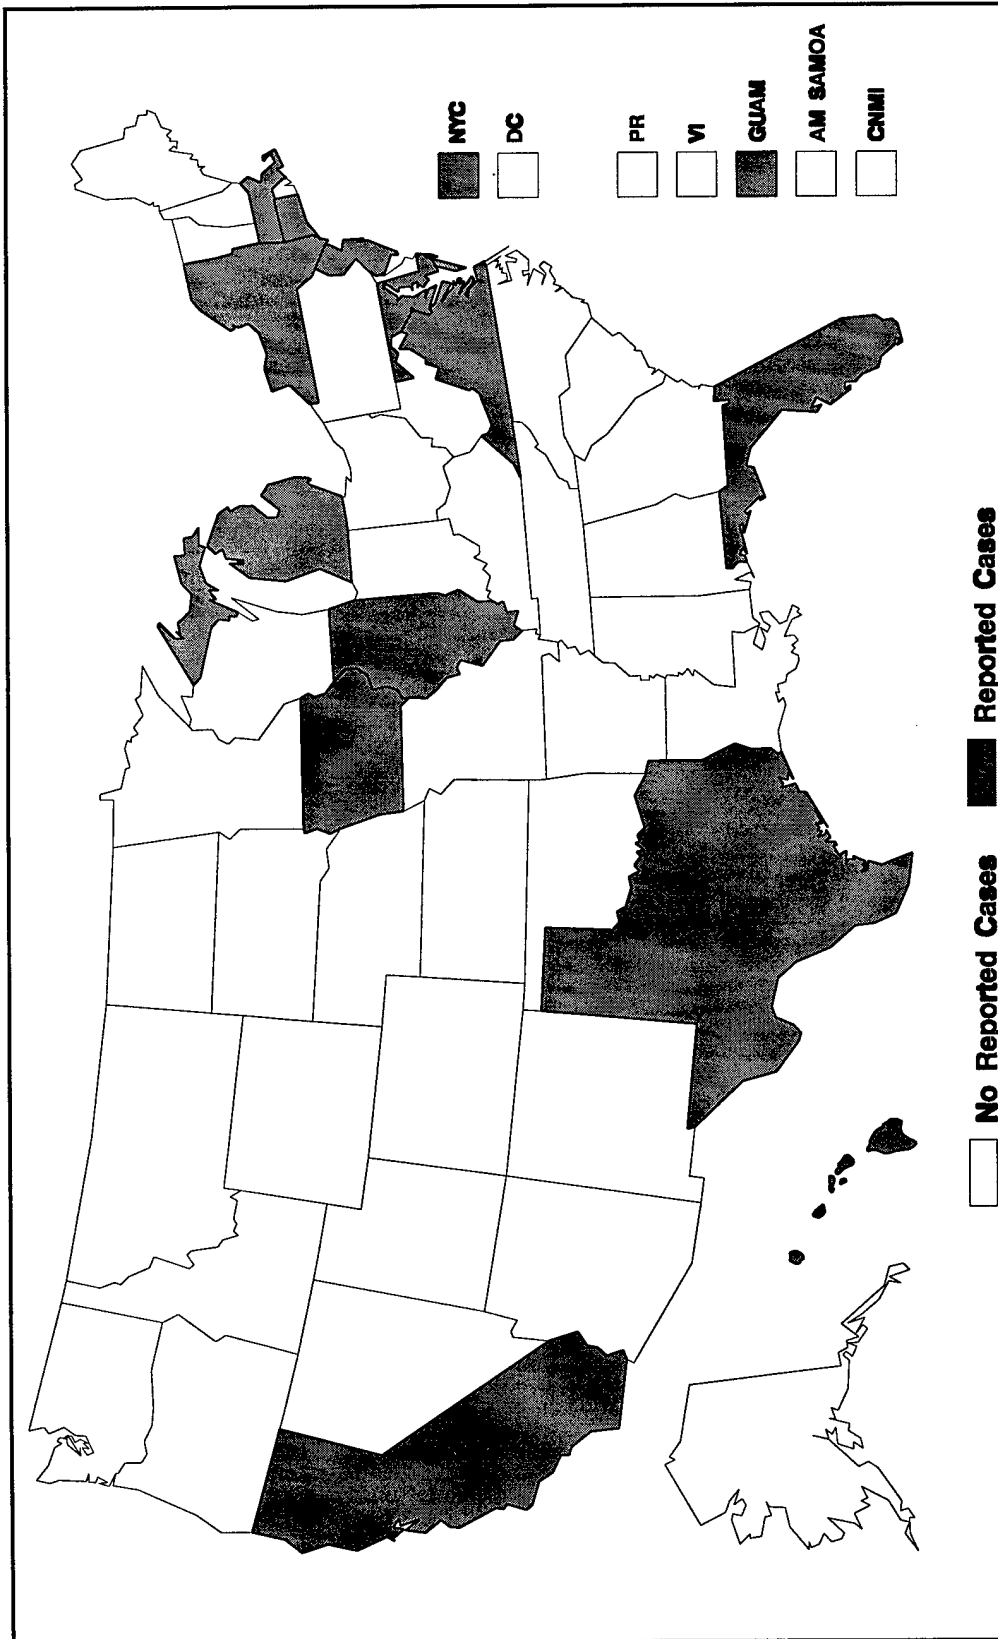 NYC
DC
PR
VI
GUAM
AM SAMOA
CNMI
No Reported Cases
Reported Cases